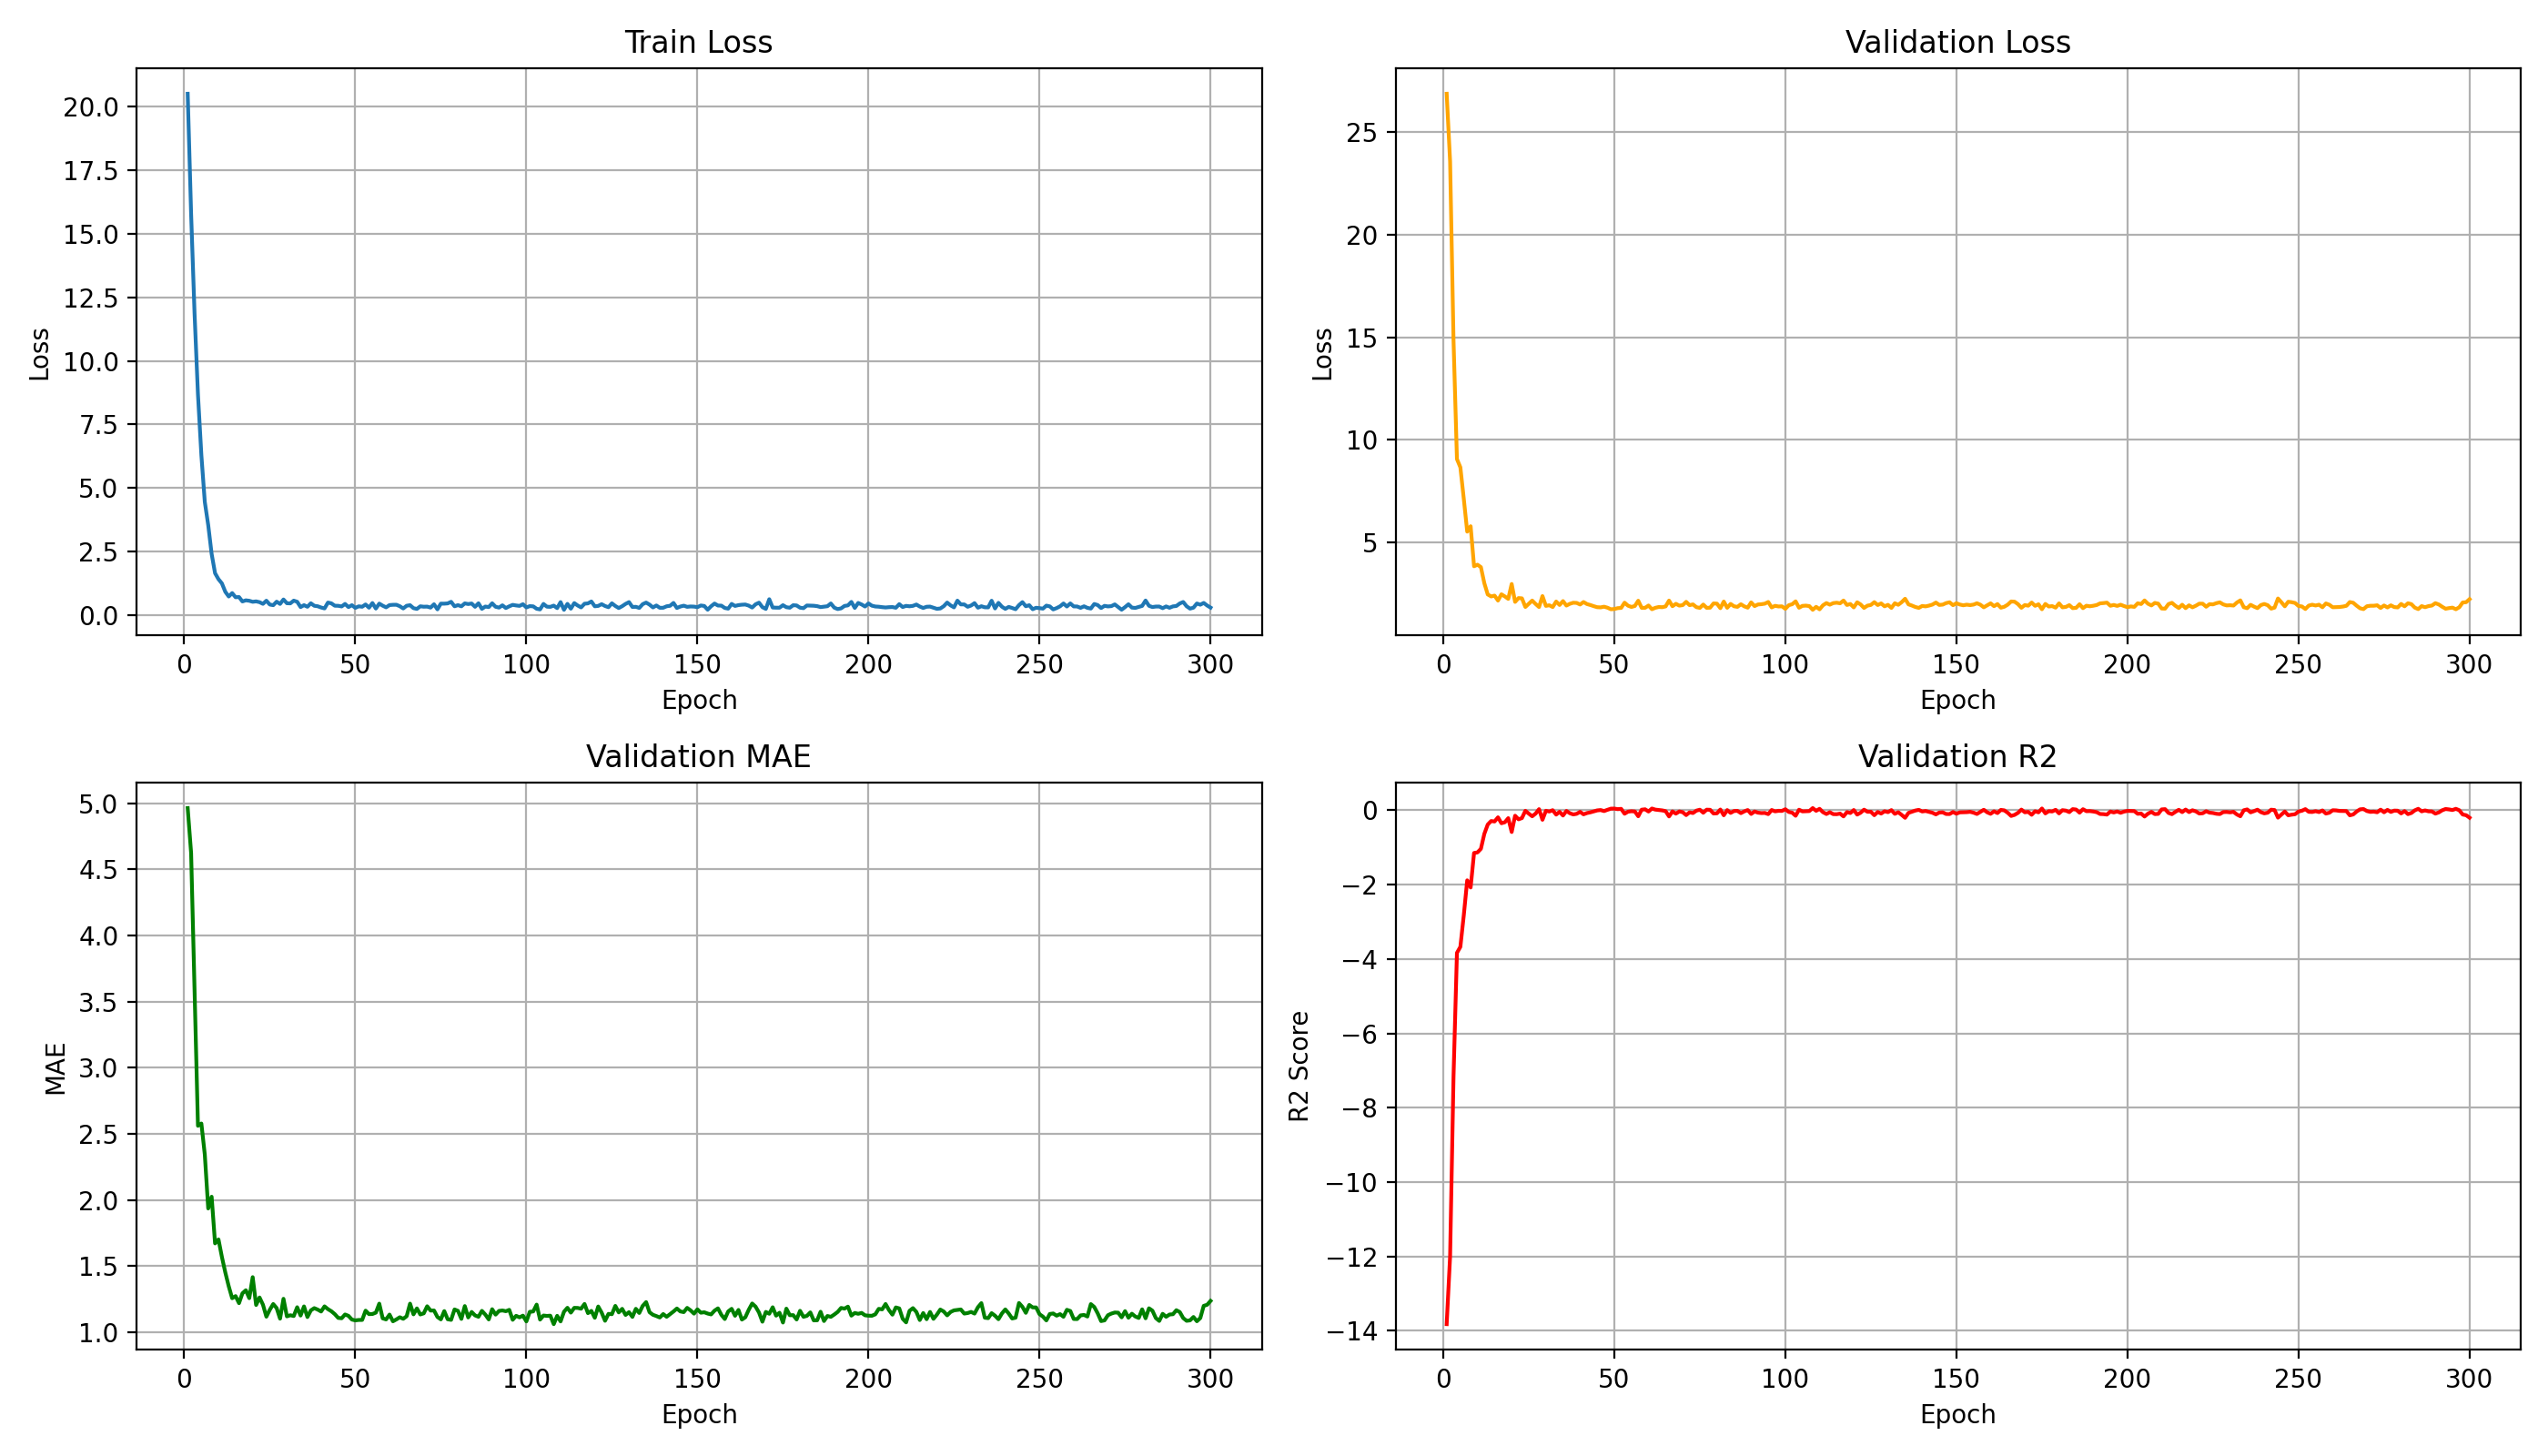 Train Loss
20.0
17.5
15.0
12.5
10.0
7.5
5.0
2.5
0.0
Loss
0 50 100 150 200 250 300
Epoch
Validation Loss
25
20
15
10
5
Loss
0 50 100 150 200 250 300
Epoch
Validation MAE
5.0
4.5
4.0
3.5
3.0
2.5
2.0
1.5
1.0
MAE
0 50 100 150 200 250 300
Epoch
Validation R2
0
−2
−4
−6
−8
−10
−12
−14
R2 Score
0 50 100 150 200 250 300
Epoch